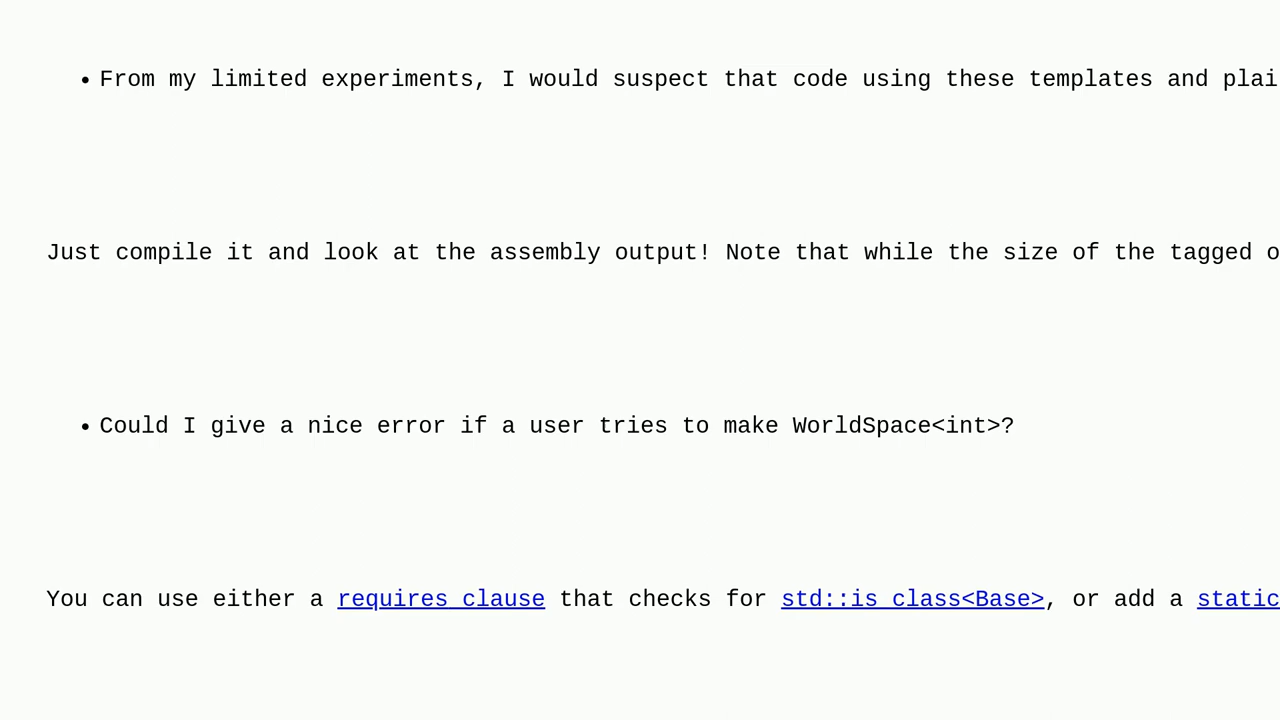 • From my limited experiments, I would suspect that code using these templates and plai
Just compile it and look at the assembly output! Note that while the size of the tagged o
• Could I give a nice error if a user tries to make WorldSpace<int>?
You can use either a requires clause that checks for std::is_class<Base>, or add a static